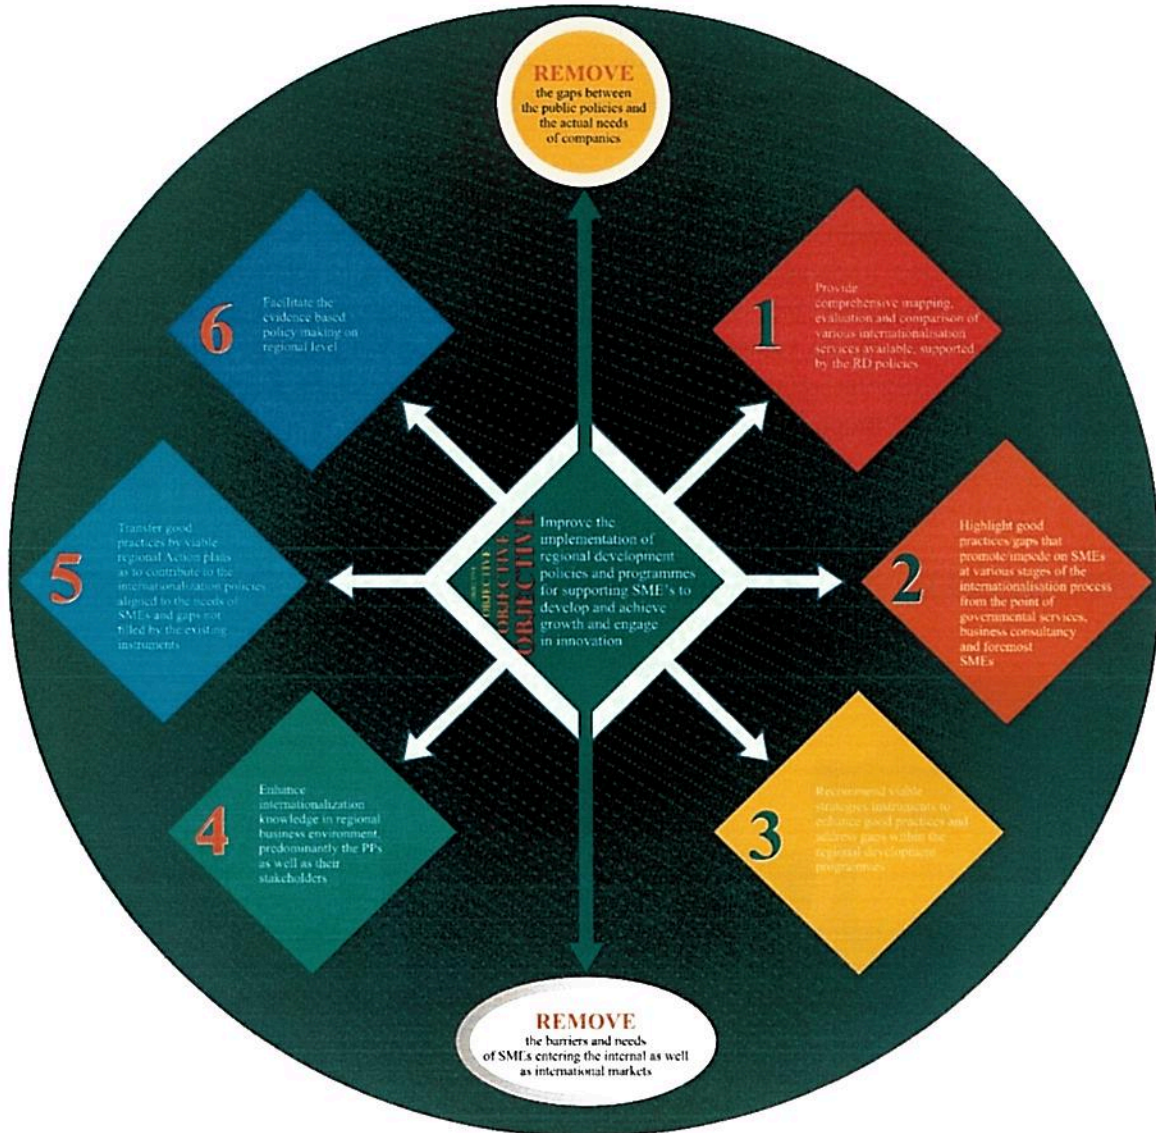 REMOVE
the gaps between
the public policies and
the actual needs
of companies
6
Facilitate the
evidence based
policy making on
regional level
1
Provide
comprehensive mapping,
evaluation and comparison of
various internationalisation
services available, supported
by the RD policies
5
Transfer good
practices by viable
regional Action plans
as to contribute to the
internationalization policies
aligned to the needs of
SMEs and gaps not
filled by the existing
instruments
OBJECTIVE
OBJECTIVE
OBJECTIVE
Improve the
implementation of
regional development
policies and programmes
for supporting SME's to
develop and achieve
growth and engage
in innovation
2
Highlight good
practices/gaps that
promote/impede on SMEs
at various stages of the
internationalisation process
from the point of
governmental services,
business consultancy
and foremost
SMEs
4
Enhance
internationalization
knowledge in regional
business environment,
predominantly the PPs
as well as their
stakeholders
3
Recommend viable
strategies/instruments to
enhance good practices and
address gaps within the
regional development
programmes
REMOVE
the barriers and needs
of SMEs entering the internal as well
as international markets